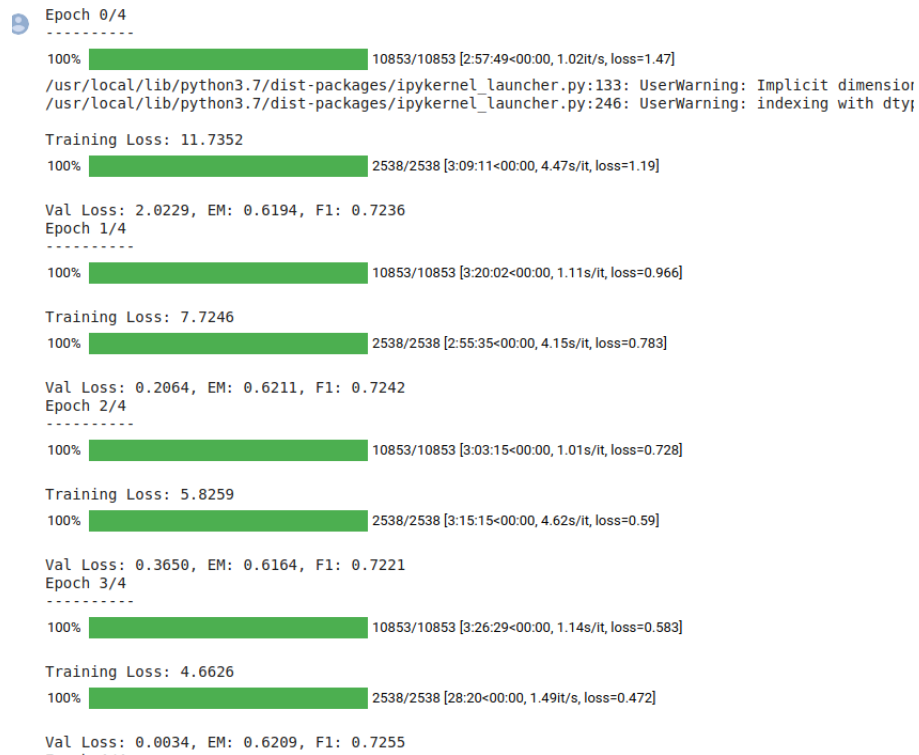 Epoch 0/4
----------
100% 10853/10853 [2:57:49<00:00, 1.02it/s, loss=1.47]
/usr/local/lib/python3.7/dist-packages/ipykernel_launcher.py:133: UserWarning: Implicit dimension
/usr/local/lib/python3.7/dist-packages/ipykernel_launcher.py:246: UserWarning: indexing with dtyp
Training Loss: 11.7352
100% 2538/2538 [3:09:11<00:00, 4.47s/it, loss=1.19]
Val Loss: 2.0229, EM: 0.6194, F1: 0.7236
Epoch 1/4
----------
100% 10853/10853 [3:20:02<00:00, 1.11s/it, loss=0.966]
Training Loss: 7.7246
100% 2538/2538 [2:55:35<00:00, 4.15s/it, loss=0.783]
Val Loss: 0.2064, EM: 0.6211, F1: 0.7242
Epoch 2/4
----------
100% 10853/10853 [3:03:15<00:00, 1.01s/it, loss=0.728]
Training Loss: 5.8259
100% 2538/2538 [3:15:15<00:00, 4.62s/it, loss=0.59]
Val Loss: 0.3650, EM: 0.6164, F1: 0.7221
Epoch 3/4
----------
100% 10853/10853 [3:26:29<00:00, 1.14s/it, loss=0.583]
Training Loss: 4.6626
100% 2538/2538 [28:20<00:00, 1.49it/s, loss=0.472]
Val Loss: 0.0034, EM: 0.6209, F1: 0.7255